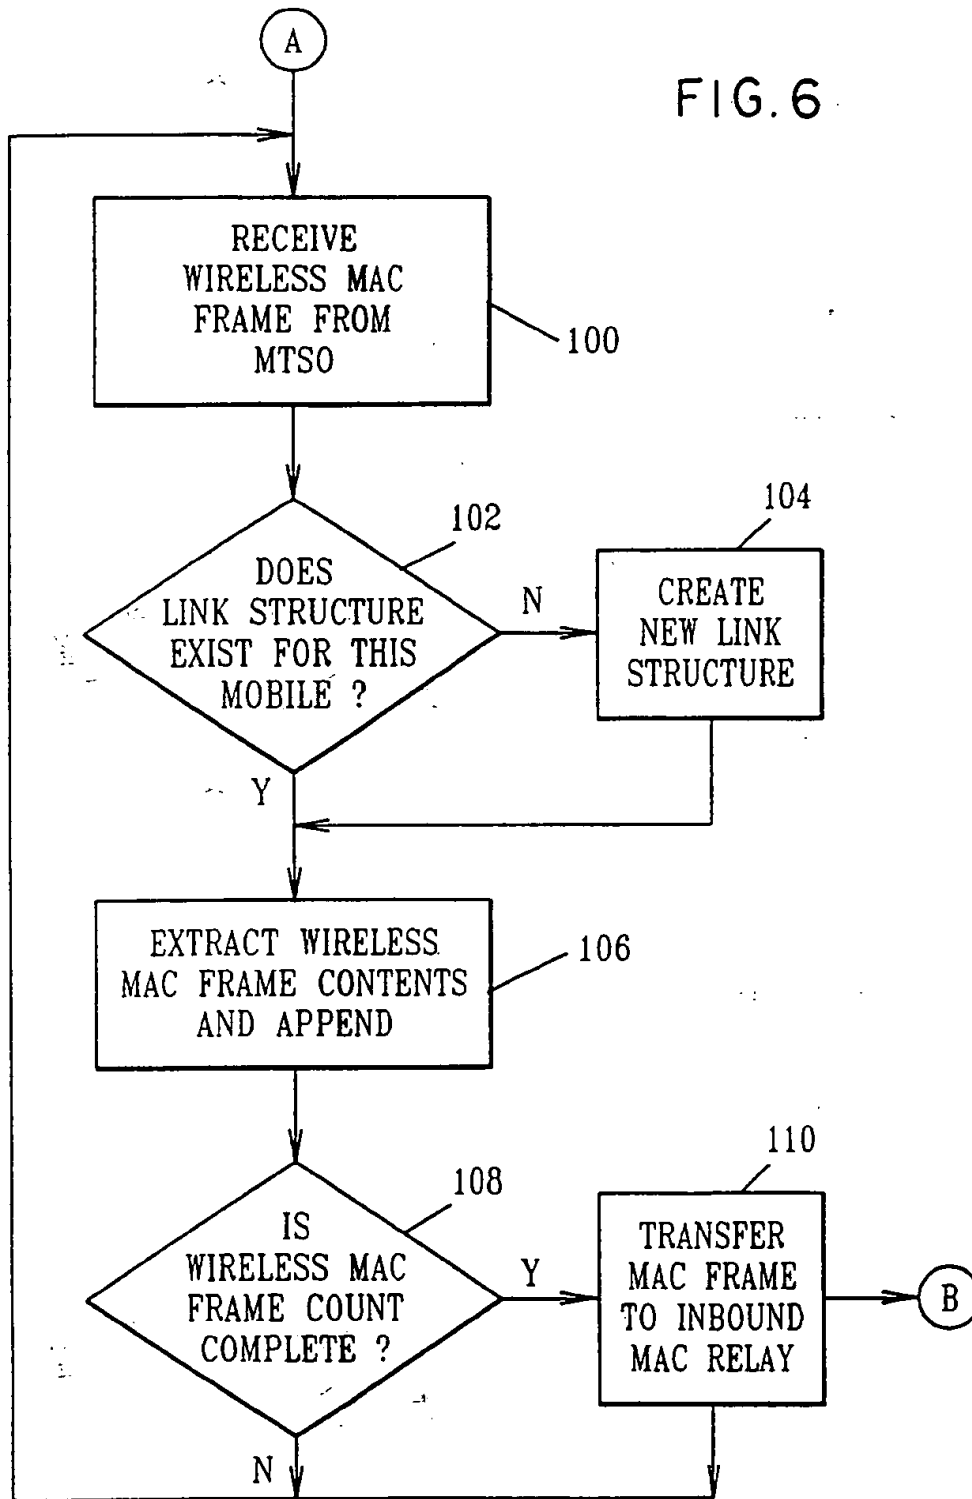 A
FIG. 6
RECEIVE
WIRELESS MAC
FRAME FROM
MTSO
100
102
DOES
LINK STRUCTURE
EXIST FOR THIS
MOBILE ?
N
104
CREATE
NEW LINK
STRUCTURE
Y
EXTRACT WIRELESS
MAC FRAME CONTENTS
AND APPEND
106
108
IS
WIRELESS MAC
FRAME COUNT
COMPLETE ?
Y
110
TRANSFER
MAC FRAME
TO INBOUND
MAC RELAY
B
N